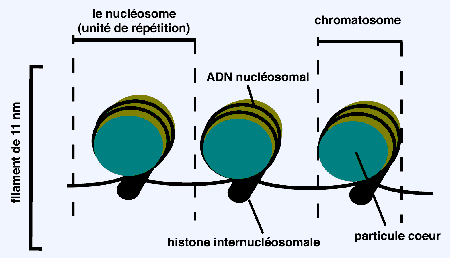 le nucléosome
(unité de répétition)
chromatosome
ADN nucléosomal
filament de 11 nm
histone internucléosomale
particule coeur